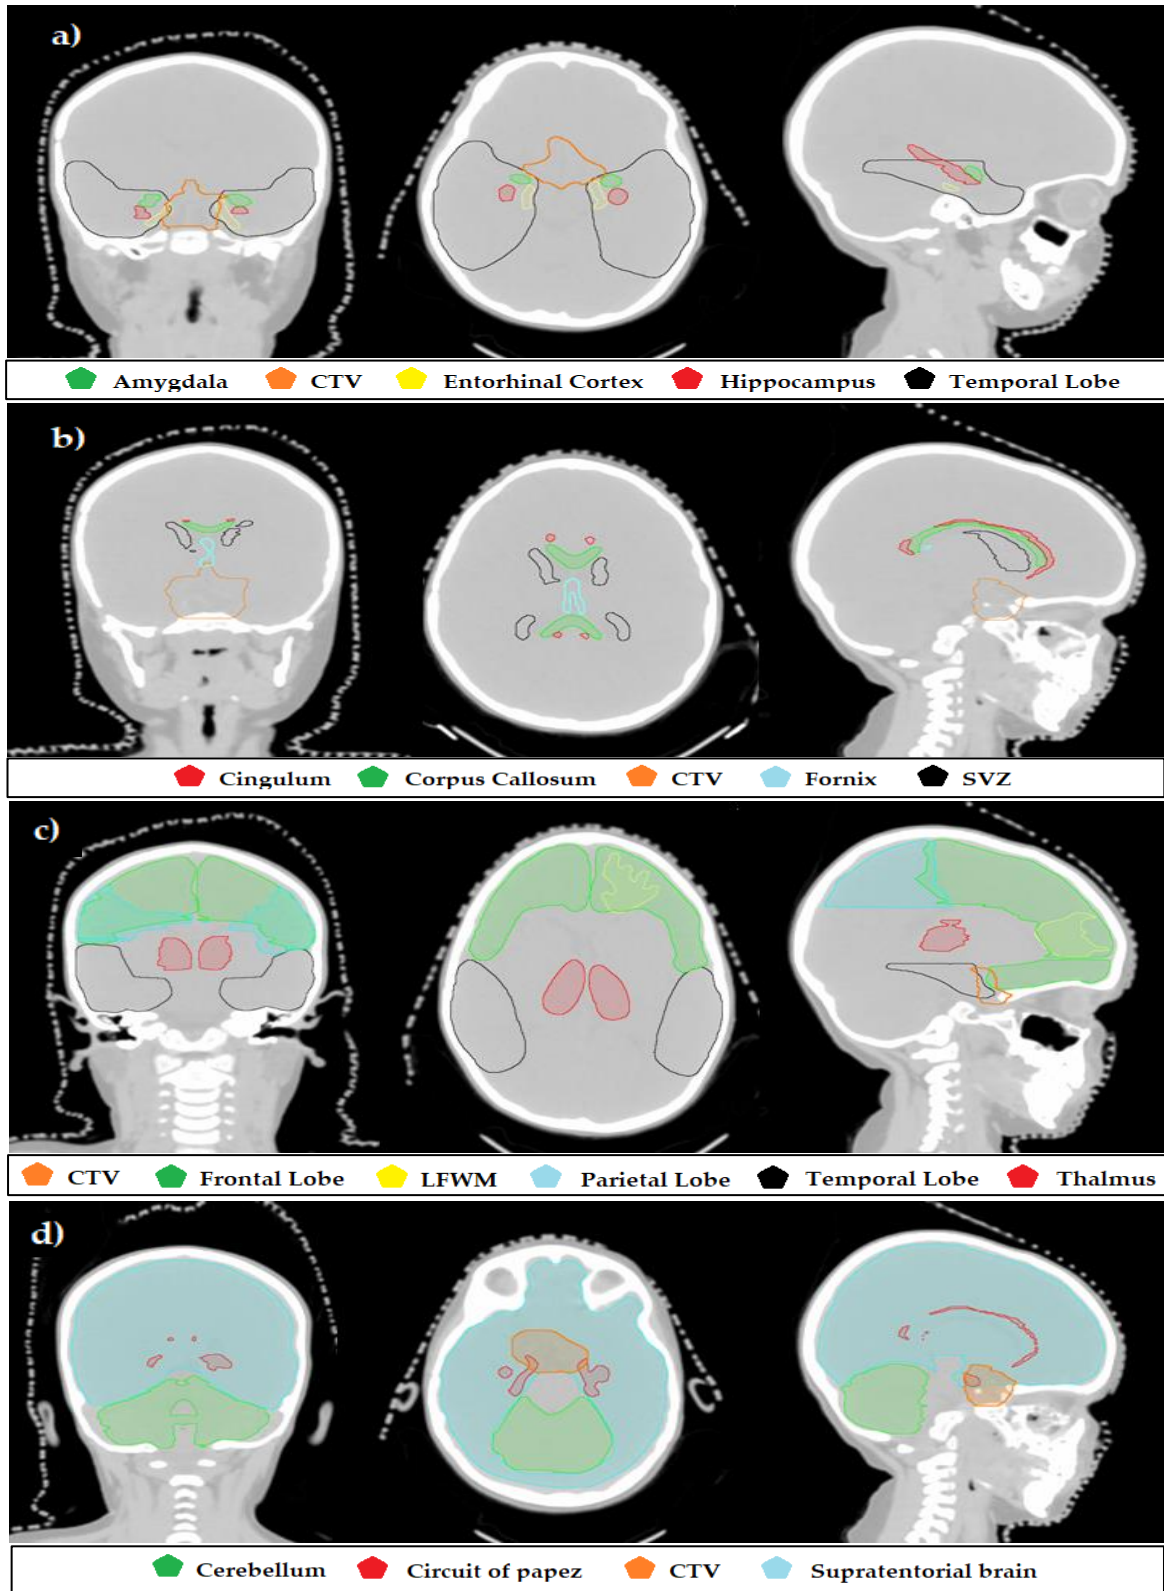 a)
Amygdala CTV Entorhinal Cortex Hippocampus Temporal Lobe
b)
Cingulum Corpus Callosum CTV Fornix SVZ
c)
CTV Frontal Lobe LFWM Parietal Lobe Temporal Lobe Thalmus
d)
Cerebellum Circuit of papez CTV Supratentorial brain